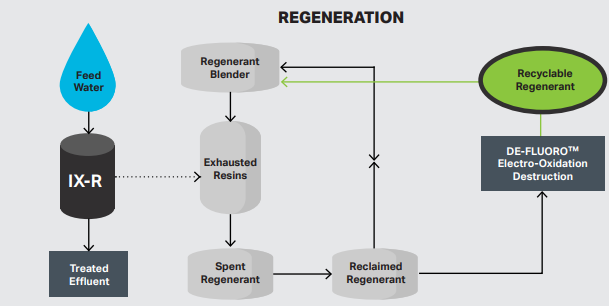 REGENERATION
Feed
Water
Regenerant
Blender
Recyclable
Regenerant
IX-R
Exhausted
Resins
DE-FLUORO™
Electro-Oxidation
Destruction
Treated
Effluent
Spent
Regenerant
Reclaimed
Regenerant